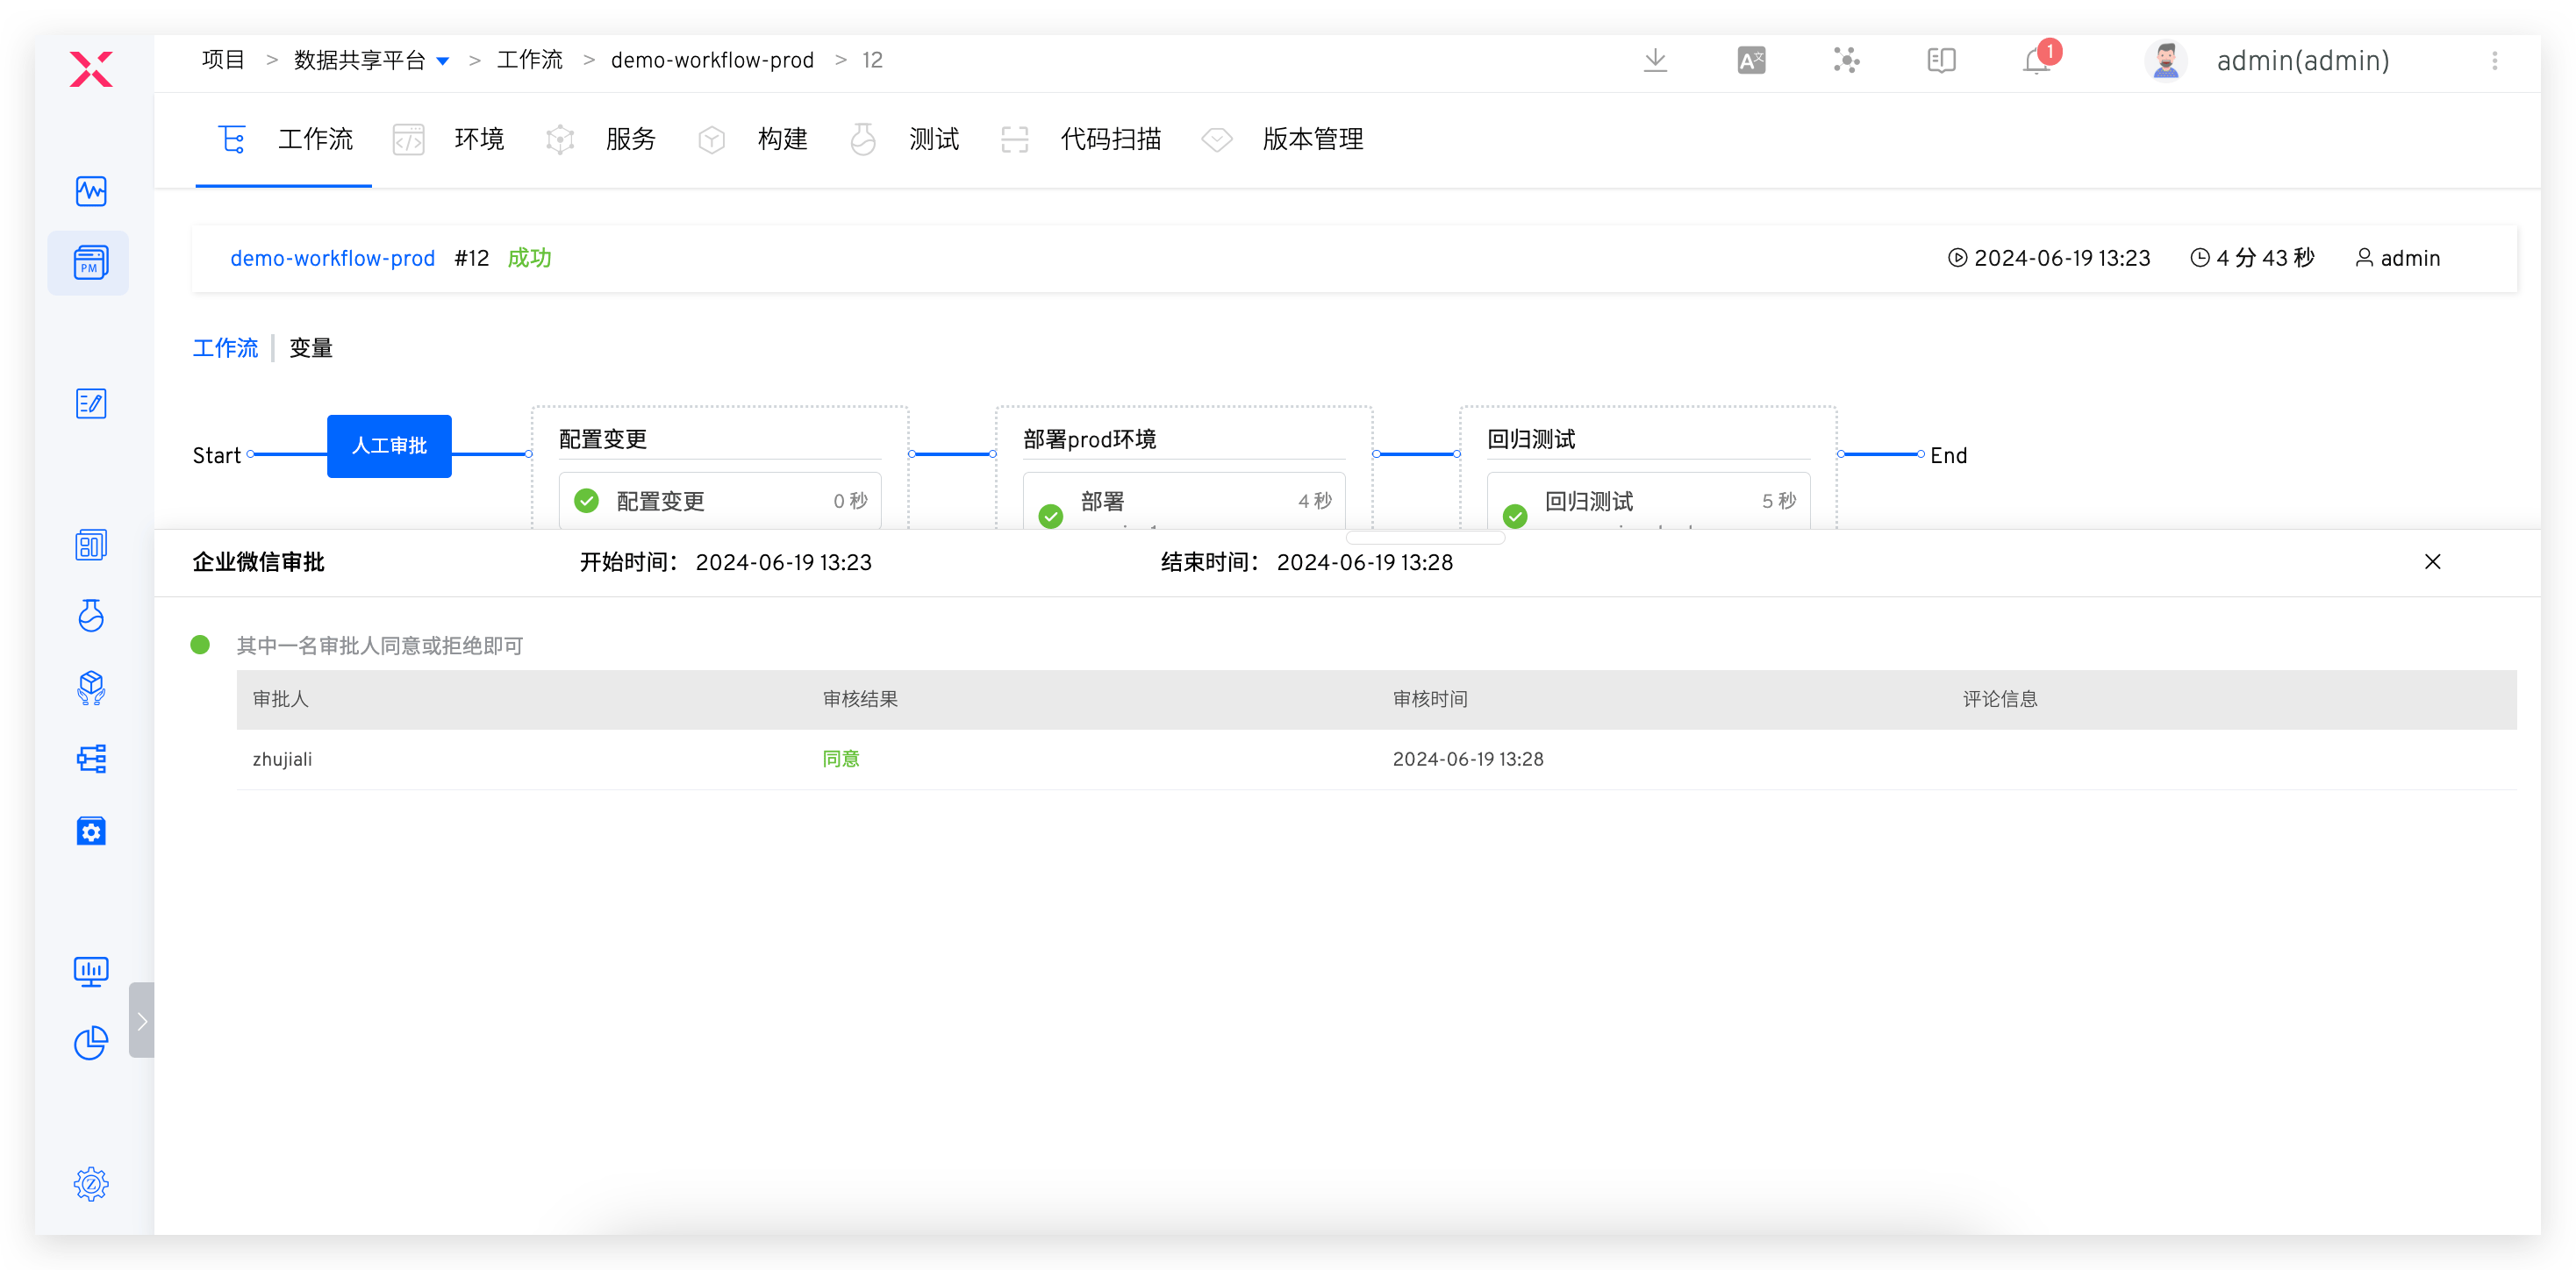 项目 > 数据共享平台 > 工作流 > demo-workflow-prod > 12
1
admin(admin)
工作流 环境 服务 构建 测试 代码扫描 版本管理
PM
demo-workflow-prod #12 成功 2024-06-19 13:23 4 分 43 秒 admin
工作流 变量
Start 人工审批 End
配置变更 部署prod环境 回归测试
配置变更 0 秒 部署 4 秒 回归测试 5 秒
企业微信审批 开始时间： 2024-06-19 13:23 结束时间： 2024-06-19 13:28
其中一名审批人同意或拒绝即可
审批人 审核结果 审核时间 评论信息
zhujiali 同意 2024-06-19 13:28